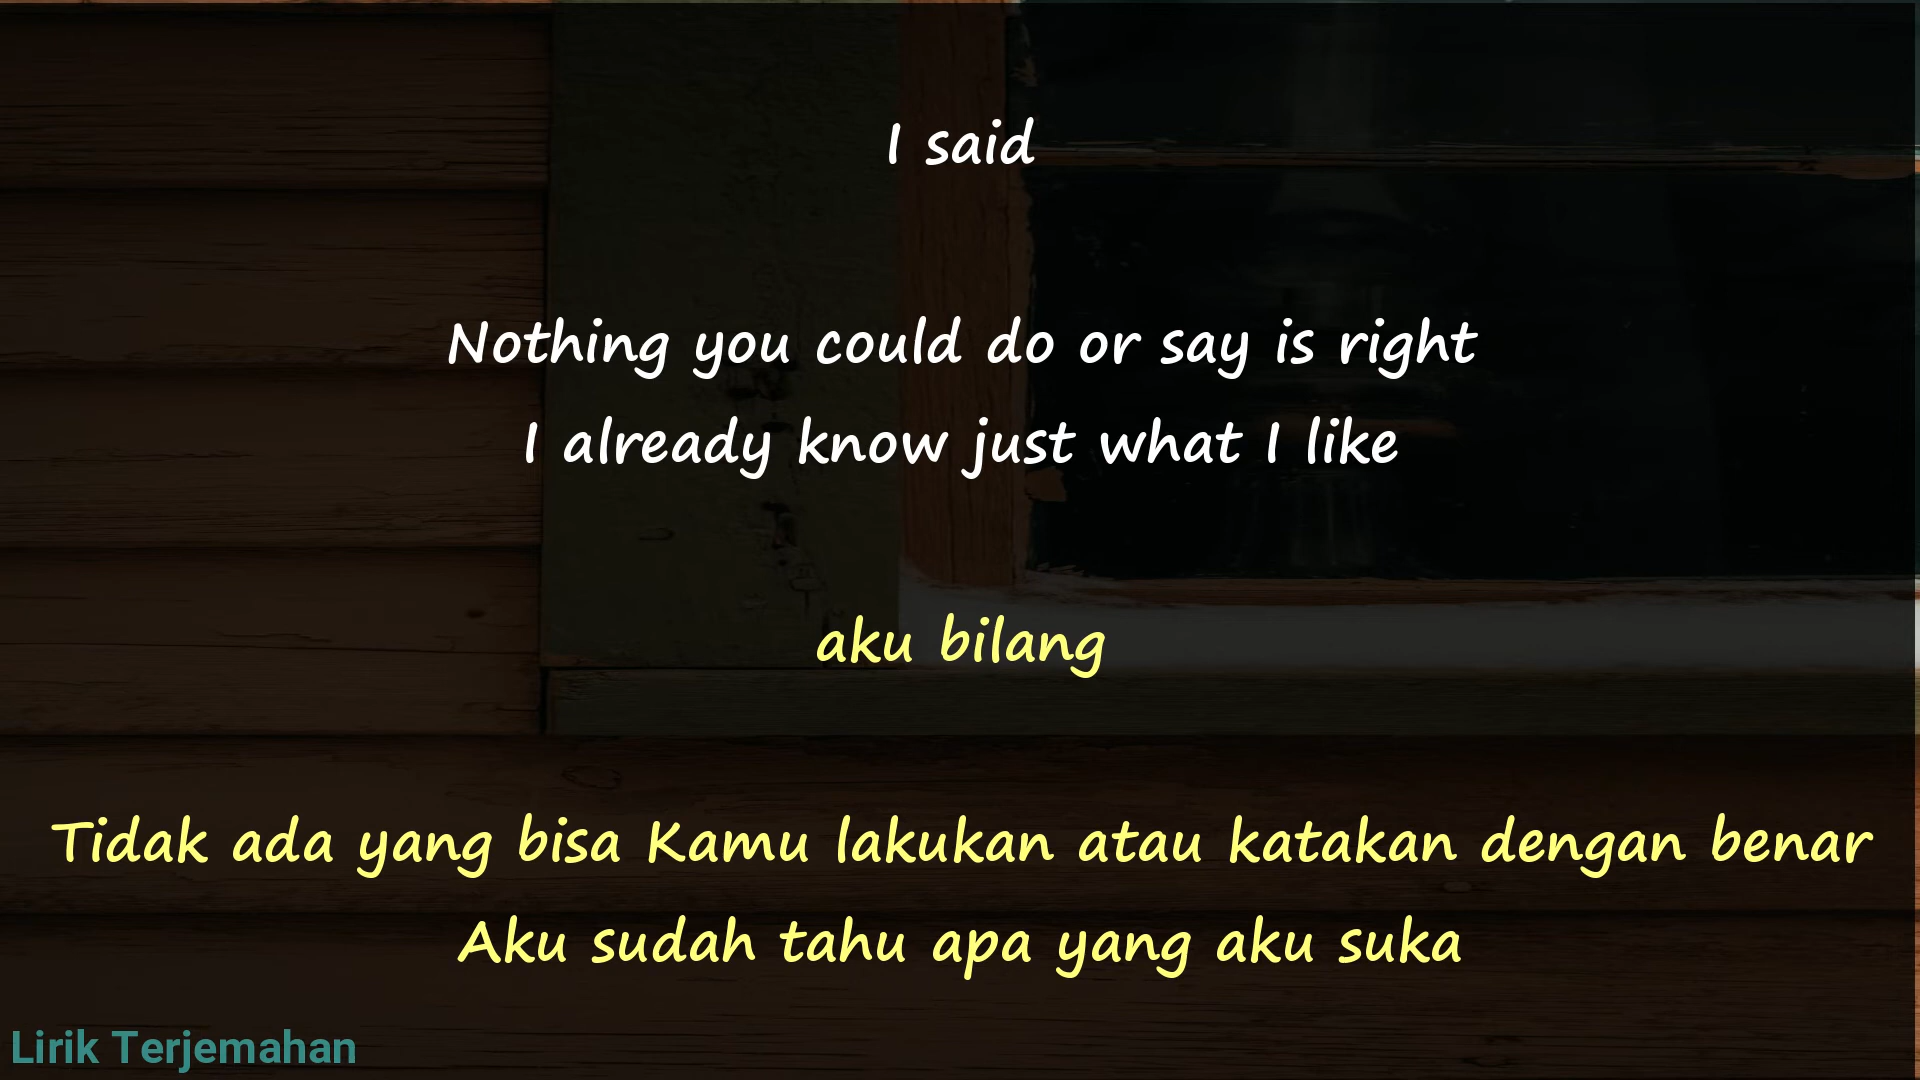 I said
Nothing you could do or say is right
I already know just what I like
aku bilang
Tidak ada yang bisa Kamu lakukan atau katakan dengan benar
Aku sudah tahu apa yang aku suka
Lirik Terjemahan